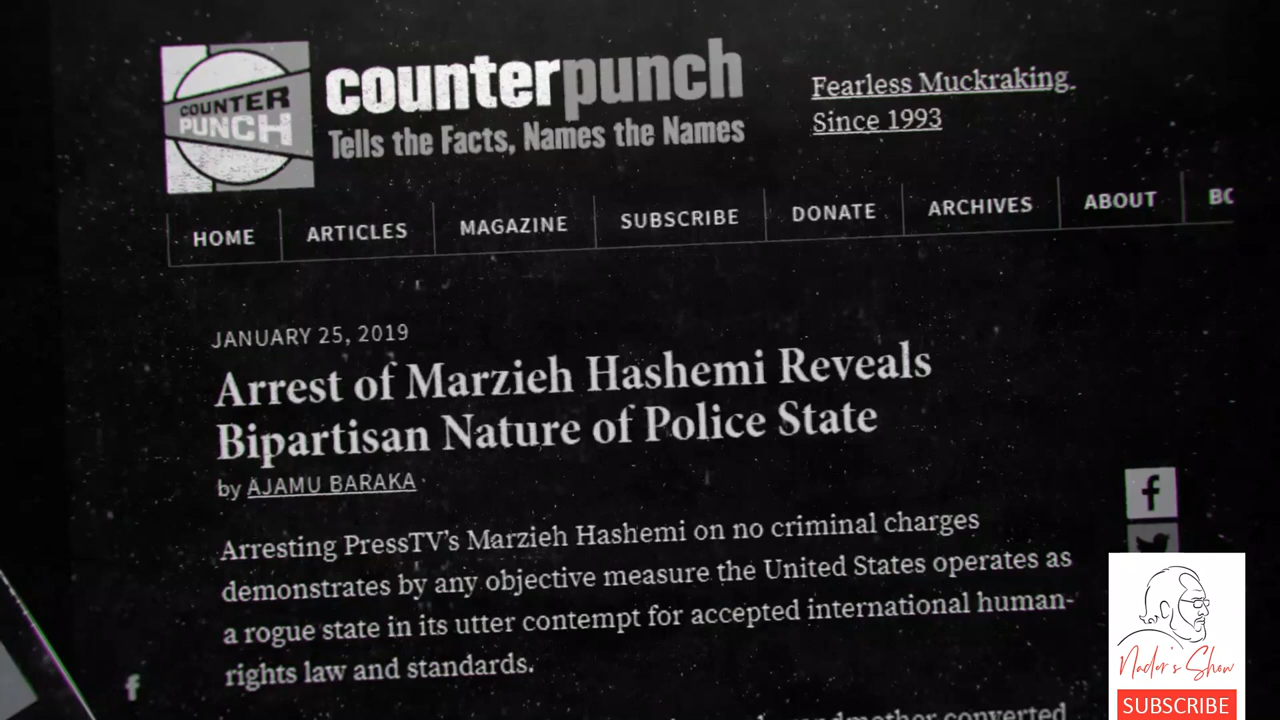 COUNTER
PUNCH
counterpunch
Tells the Facts, Names the Names
Fearless Muckraking
Since 1993
HOME
ARTICLES
MAGAZINE
SUBSCRIBE
DONATE
ARCHIVES
ABOUT
JANUARY 25, 2019
Arrest of Marzieh Hashemi Reveals
Bipartisan Nature of Police State
by AJAMU BARAKA
Arresting PressTV’s Marzieh Hashemi on no criminal charges
demonstrates by any objective measure the United States operates as
a rogue state in its utter contempt for accepted international human-
rights law and standards.
converted
Nader's Show
SUBSCRIBE